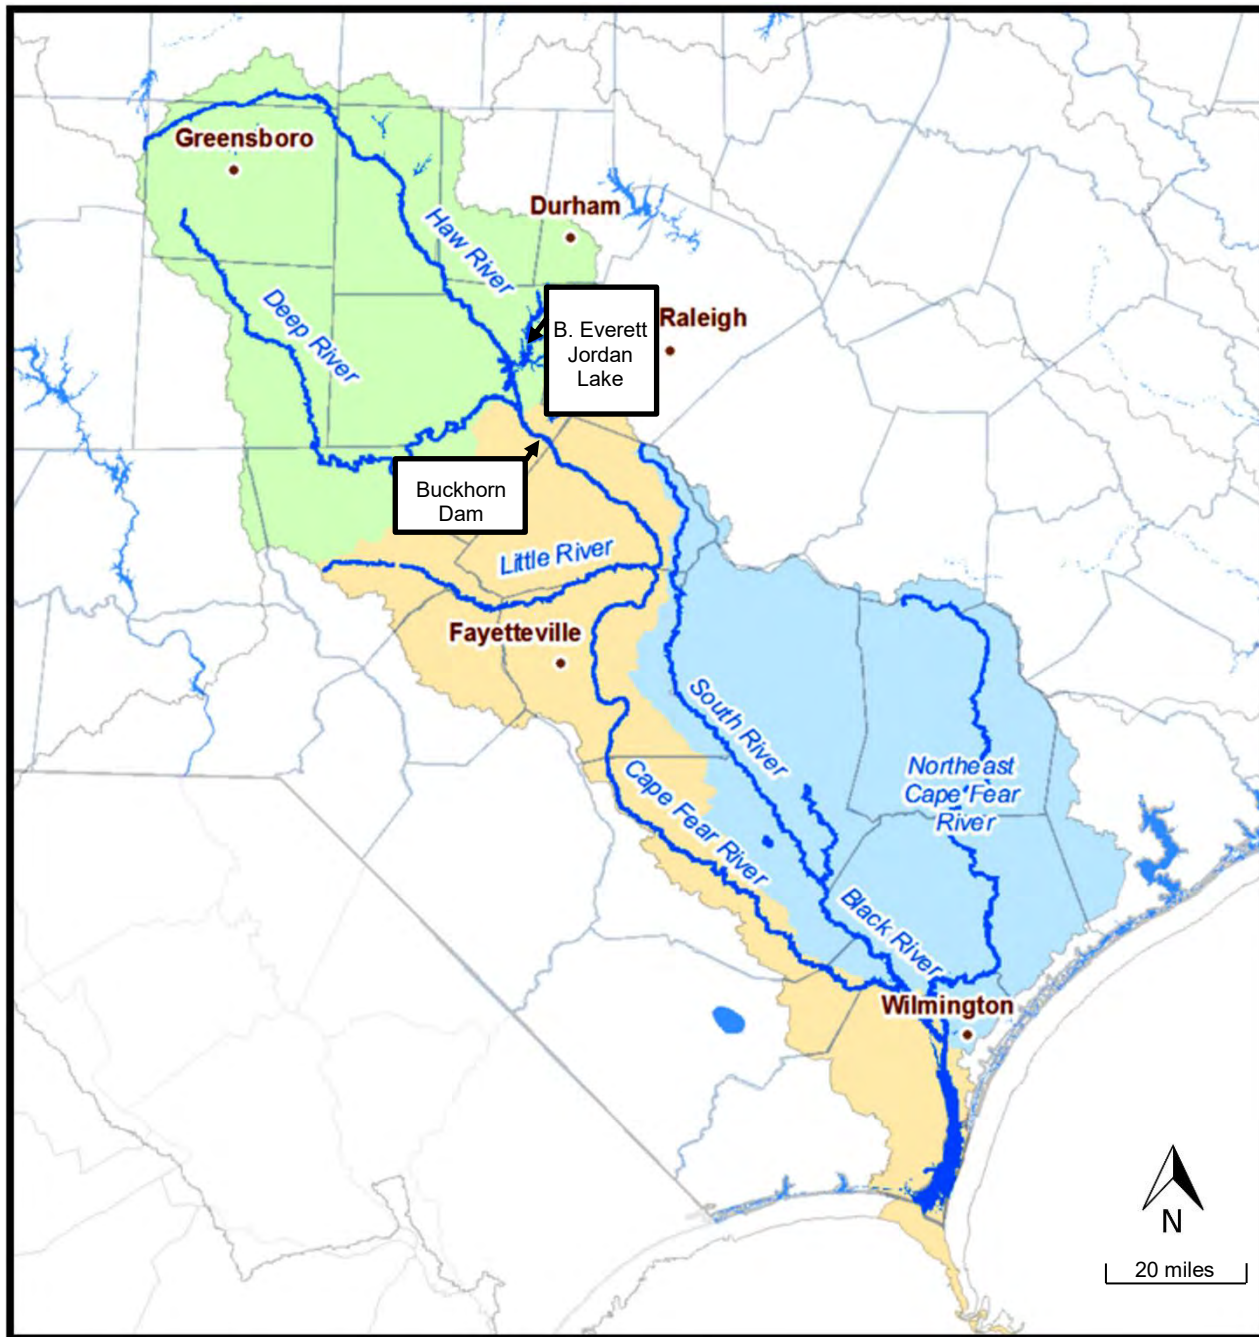 Greensboro
Durham
Haw River
Deep River
B. Everett
Jordan
Lake
Raleigh
Buckhorn
Dam
Little River
Fayetteville
South River
Northeast
Cape Fear
River
Cape Fear River
Black River
Wilmington
N
20 miles